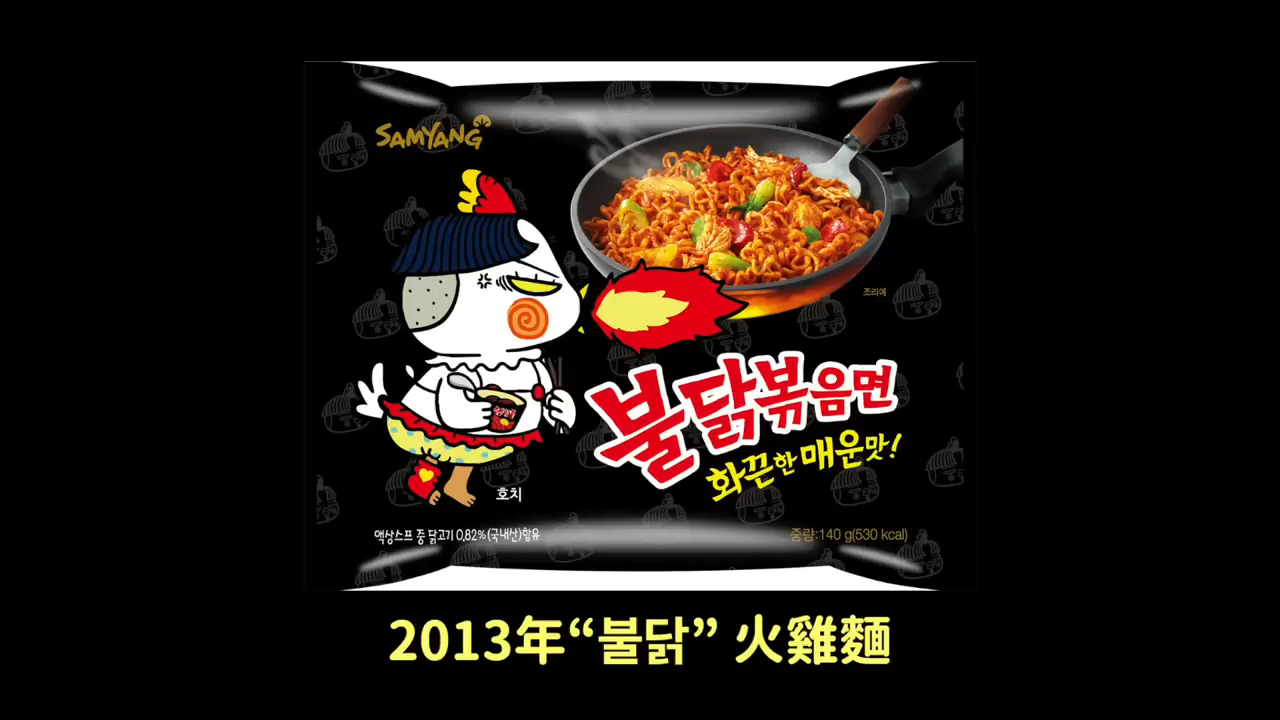 SAMYANG
조리예
불닭볶음면
화끈한 매운맛!
호치
액상스프 중 닭고기 0.82%(국내산)함유
중량:140 g(530 kcal)
2013年“불닭” 火雞麵